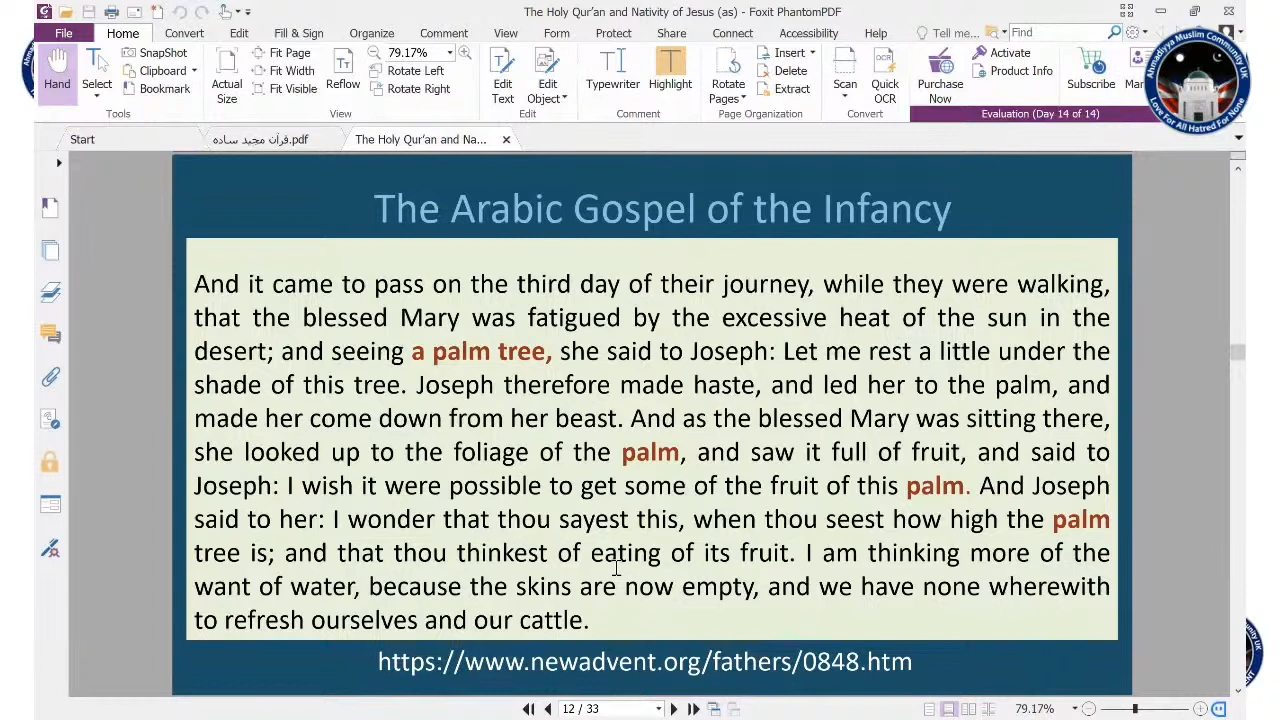 The Holy Qur'an and Nativity of Jesus (as) - Foxit PhantomPDF
File Home Convert Edit Fill & Sign Organize Comment View Form Protect Share Connect Accessibility Help Tell me... Find
Hand
Select
SnapShot
Clipboard
Bookmark
Tools
Actual Size
Fit Page
Fit Width
Fit Visible
Reflow
79.17%
Rotate Left
Rotate Right
View
Edit Text
Edit Object
Edit
Typewriter
Highlight
Comment
Rotate Pages
Insert
Delete
Extract
Page Organization
Scan
Quick OCR
Convert
Purchase Now
Activate
Product Info
Subscribe
Evaluation (Day 14 of 14)
Ahmadiyya Muslim Community UK
Love For All Hatred For None
Start
قرآن مجید سادہ.pdf
The Holy Qur'an and Na...
The Arabic Gospel of the Infancy
And it came to pass on the third day of their journey, while they were walking,
that the blessed Mary was fatigued by the excessive heat of the sun in the
desert; and seeing a palm tree, she said to Joseph: Let me rest a little under the
shade of this tree. Joseph therefore made haste, and led her to the palm, and
made her come down from her beast. And as the blessed Mary was sitting there,
she looked up to the foliage of the palm, and saw it full of fruit, and said to
Joseph: I wish it were possible to get some of the fruit of this palm. And Joseph
said to her: I wonder that thou sayest this, when thou seest how high the palm
tree is; and that thou thinkest of eating of its fruit. I am thinking more of the
want of water, because the skins are now empty, and we have none wherewith
to refresh ourselves and our cattle.
https://www.newadvent.org/fathers/0848.htm
12 / 33
79.17%